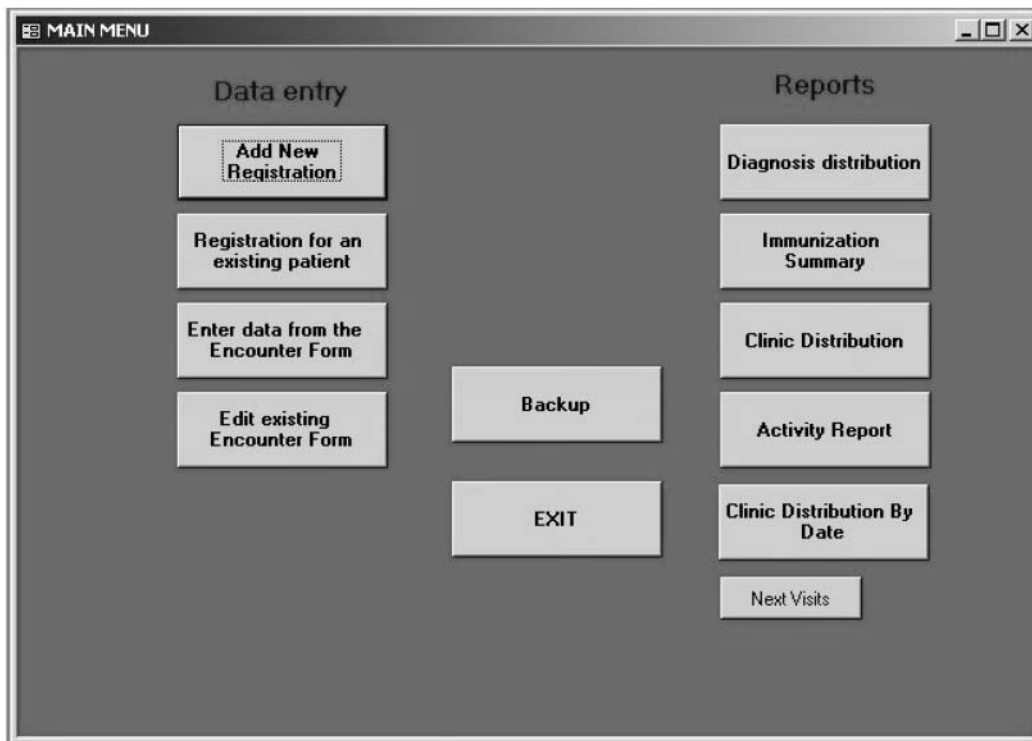 MAIN MENU
Data entry
Add New
Registration
Registration for an
existing patient
Enter data from the
Encounter Form
Edit existing
Encounter Form
Backup
EXIT
Reports
Diagnosis distribution
Immunization
Summary
Clinic Distribution
Activity Report
Clinic Distribution By
Date
Next Visits